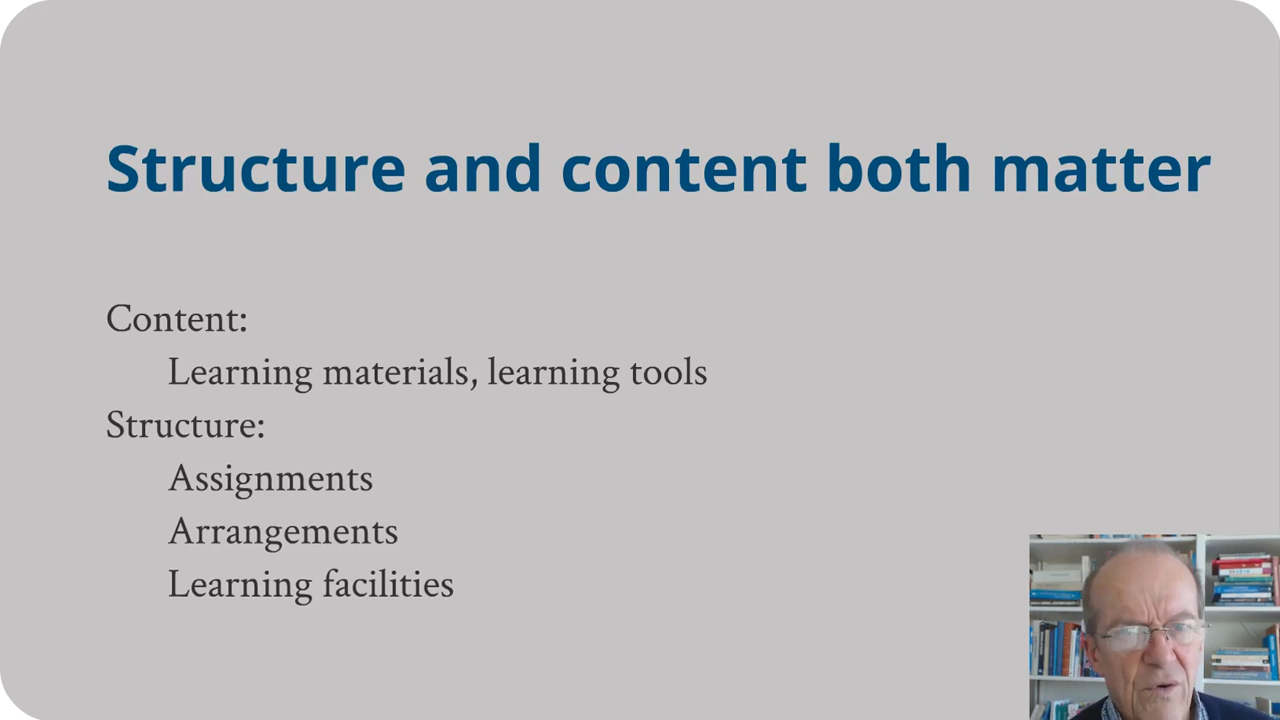 Structure and content both matter
Content:
Learning materials, learning tools
Structure:
Assignments
Arrangements
Learning facilities